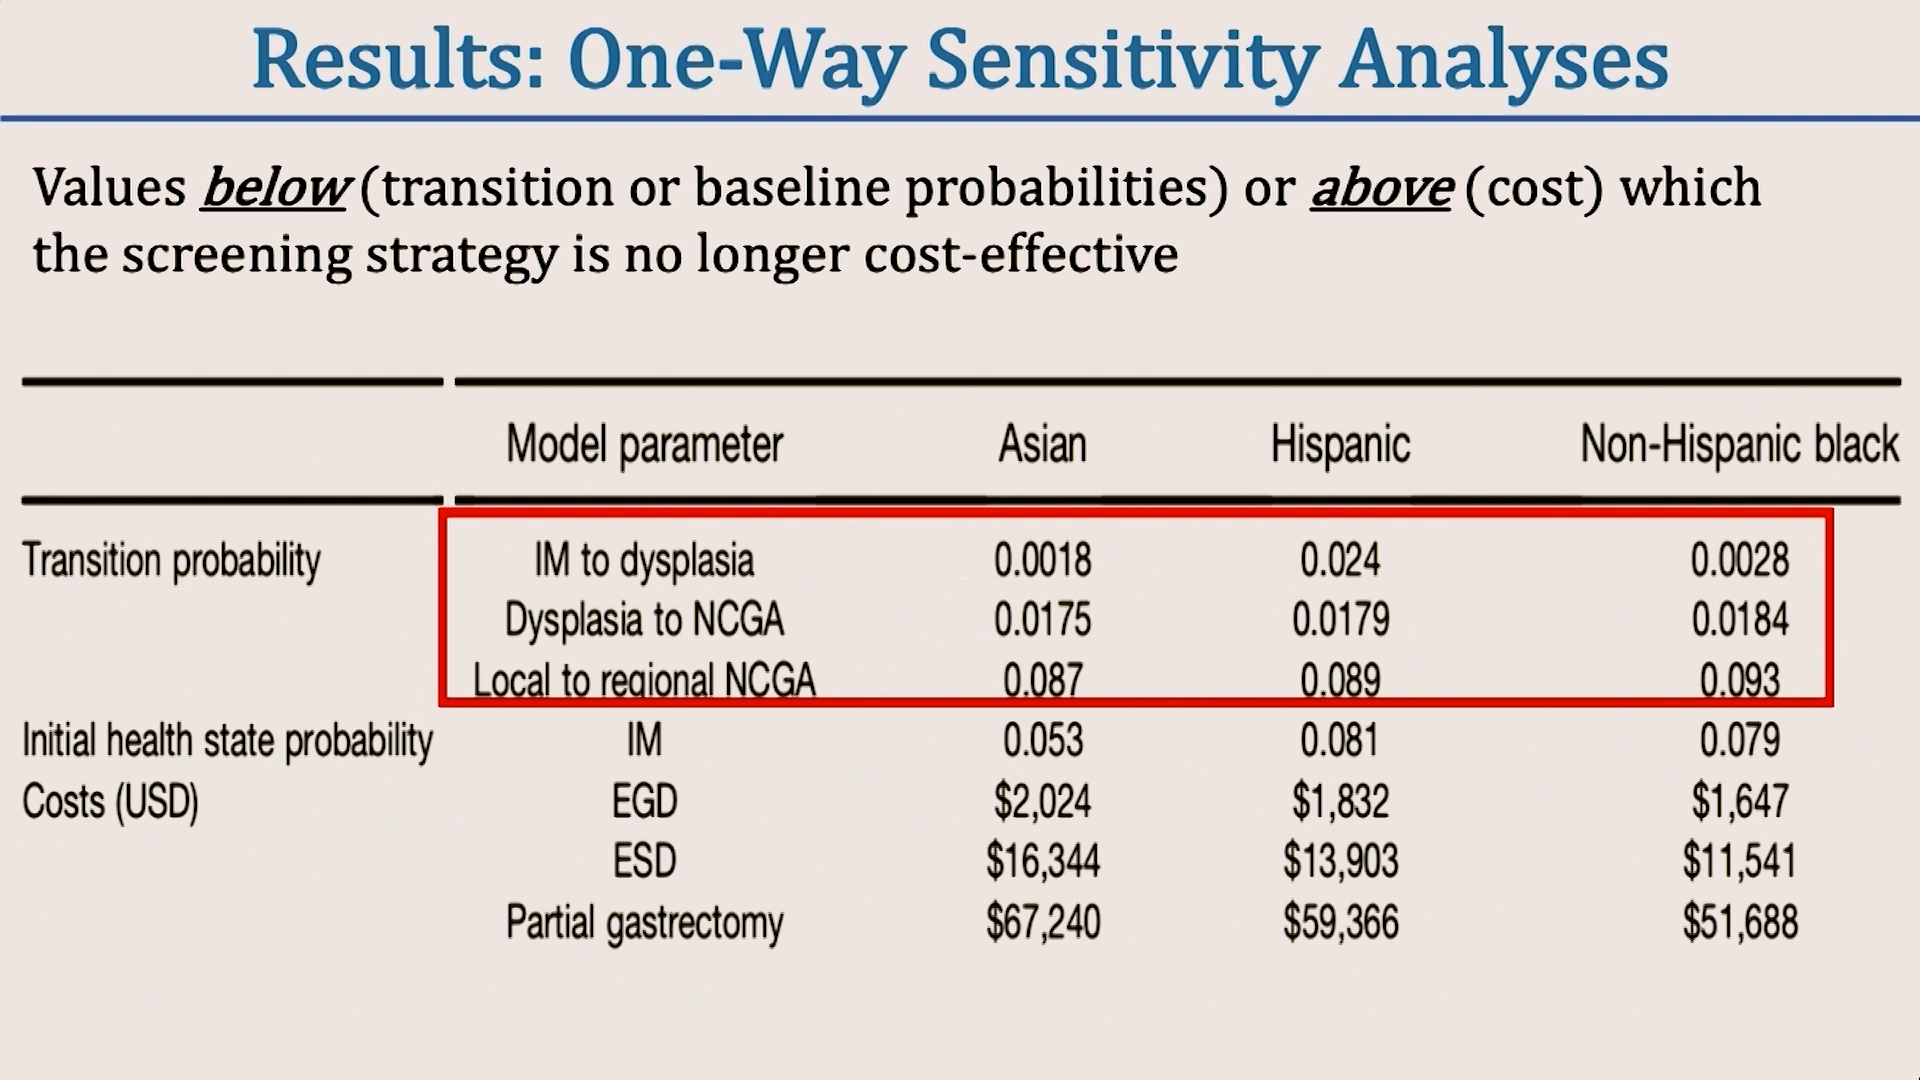 Results: One-Way Sensitivity Analyses
Values below (transition or baseline probabilities) or above (cost) which
the screening strategy is no longer cost-effective
Model parameter Asian Hispanic Non-Hispanic black
Transition probability IM to dysplasia 0.0018 0.024 0.0028
Dysplasia to NCGA 0.0175 0.0179 0.0184
Local to regional NCGA 0.087 0.089 0.093
Initial health state probability IM 0.053 0.081 0.079
Costs (USD) EGD $2,024 $1,832 $1,647
ESD $16,344 $13,903 $11,541
Partial gastrectomy $67,240 $59,366 $51,688